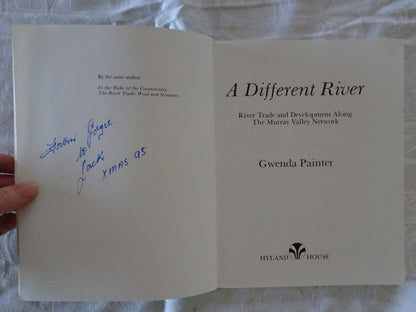 By the same author
In the Wake of the Coomawurra
The River Trade: Wool and Steamers
From Joyce
to
Jack
XMAS 95
A Different River
River Trade and Development Along
The Murray Valley Network
Gwenda Painter
HYLAND HOUSE